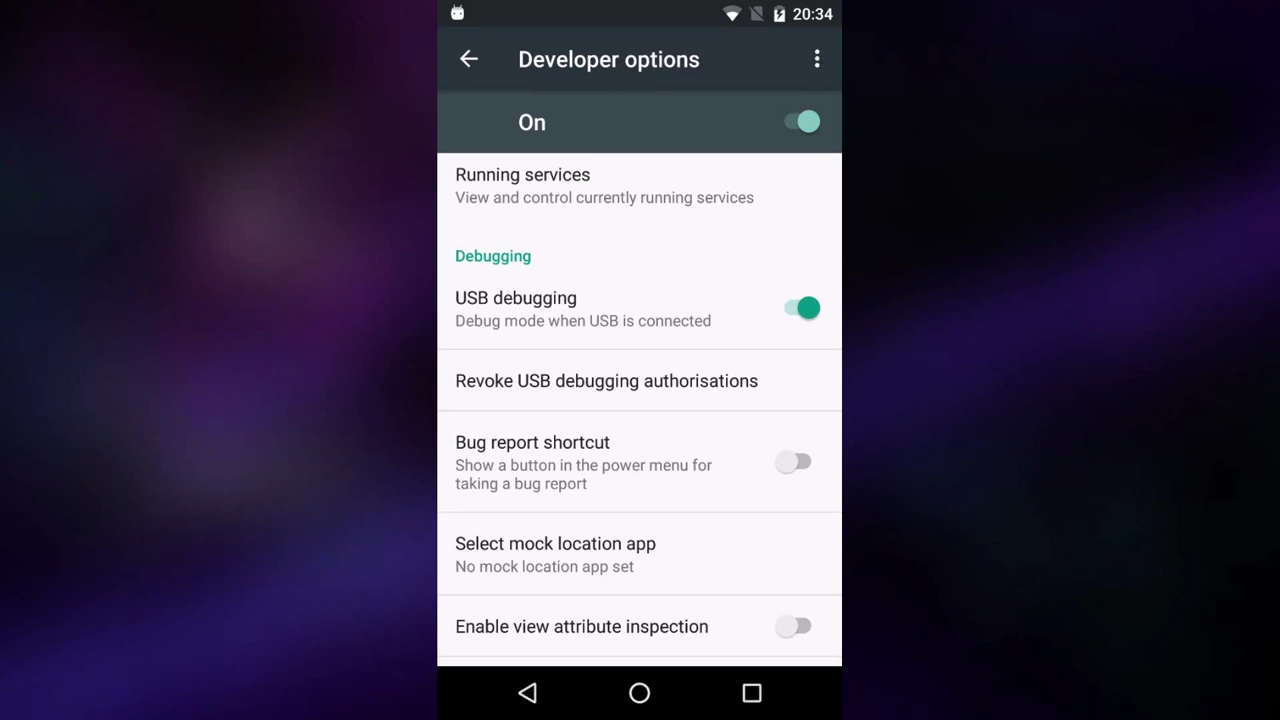 20:34
Developer options
On
Running services
View and control currently running services
Debugging
USB debugging
Debug mode when USB is connected
Revoke USB debugging authorisations
Bug report shortcut
Show a button in the power menu for
taking a bug report
Select mock location app
No mock location app set
Enable view attribute inspection